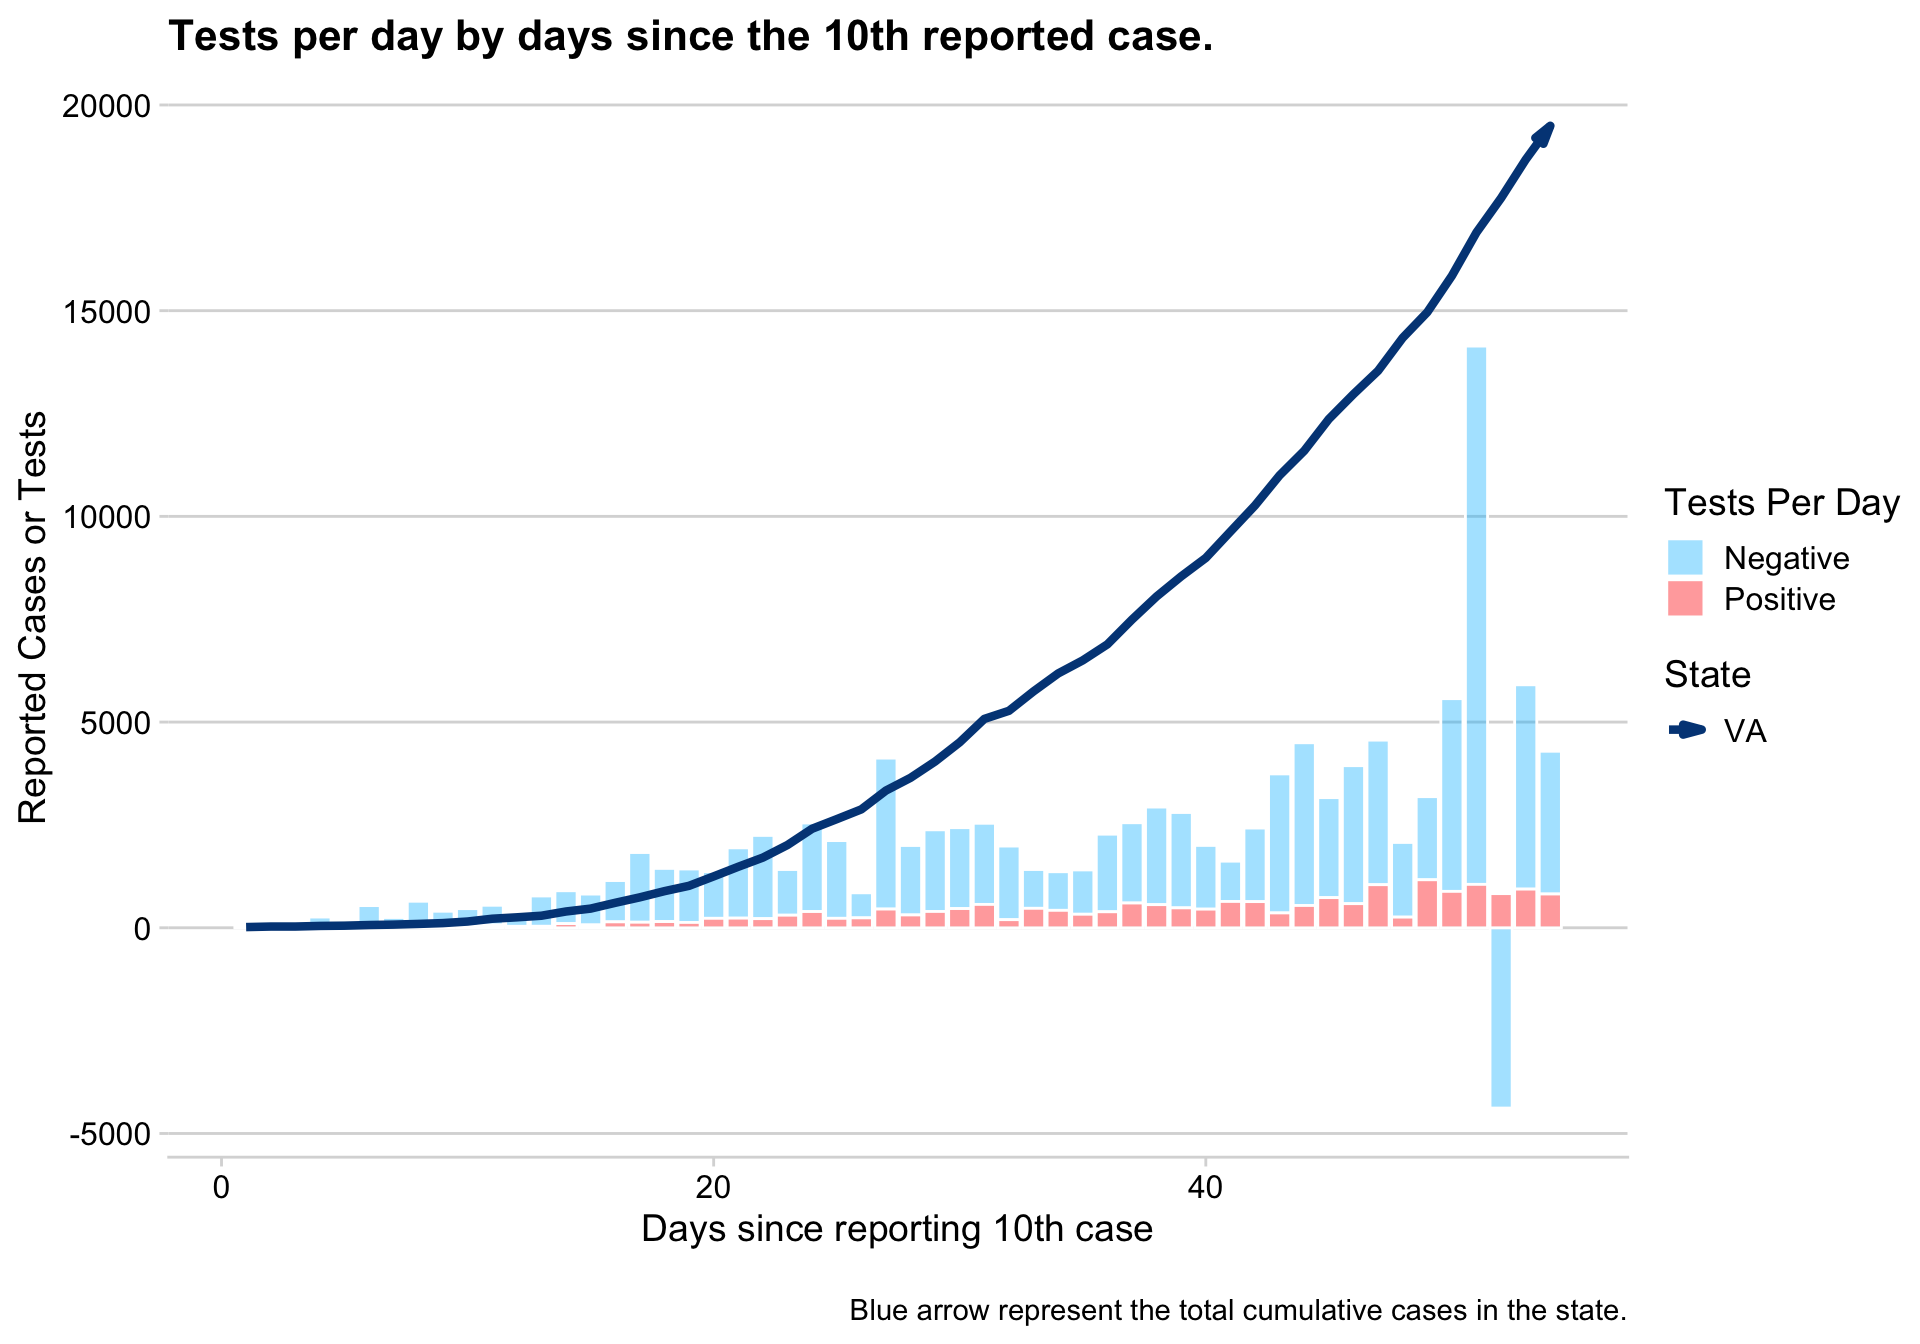 Tests per day by days since the 10th reported case.
20000
15000
10000
5000
0
-5000
Reported Cases or Tests
0 20 40
Days since reporting 10th case
Tests Per Day
Negative
Positive
State
VA
Blue arrow represent the total cumulative cases in the state.